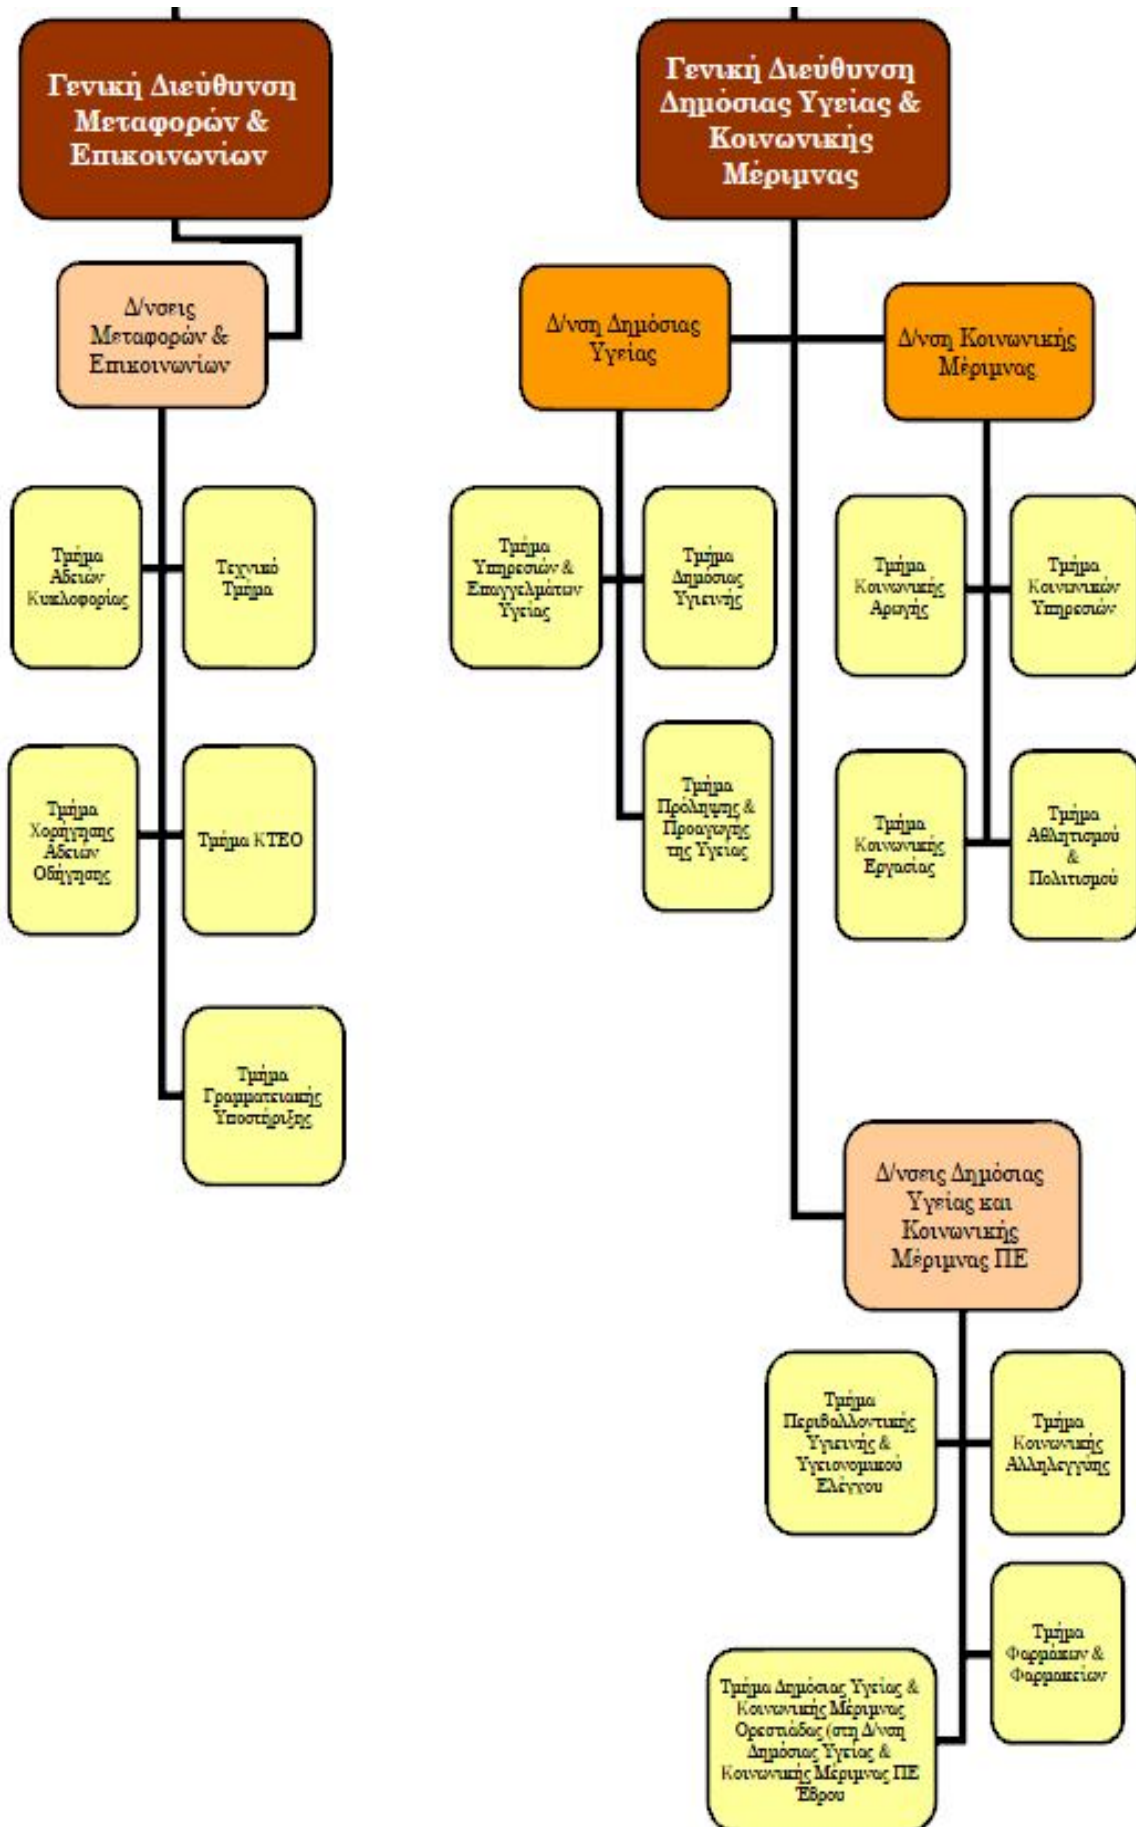 Γενική Διεύθυνση
Μεταφορών &
Επικοινωνίων
Δ/νσεις
Μεταφορών &
Επικοινωνίων
Τμήμα
Αδειών
Κυκλοφορίας
Τεχνικό
Τμήμα
Τμήμα
Χορήγησης
Αδειών
Οδήγησης
Τμήμα ΚΤΕΟ
Τμήμα
Γραμματειακής
Υποστήριξης
Γενική Διεύθυνση
Δημόσιας Υγείας &
Κοινωνικής
Μέριμνας
Δ/νση Δημόσιας
Υγείας
Τμήμα
Υπηρεσιών &
Επαγγελμάτων
Υγείας
Τμήμα
Δημόσιας
Υγιεινής
Τμήμα
Πρόληψης &
Προαγωγης
της Υγείας
Δ/νση Κοινωνικής
Μέριμνας
Τμήμα
Κοινωνικής
Αρωγής
Τμήμα
Κοινωνικών
Υπηρεσιών
Τμήμα
Κοινωνικής
Εργασίας
Τμήμα
Αθλητισμού
&
Πολιτισμού
Δ/νσεις Δημόσιας
Υγείας και
Κοινωνικής
Μέριμνας ΠΕ
Τμήμα
Περιβαλλοντικής
Υγιεινής &
Υγειονομικού
Ελέγχου
Τμήμα
Κοινωνικής
Αλληλεγγύης
Τμήμα
Φαρμάκων &
Φαρμακείων
Τμήμα Δημόσιας Υγείας &
Κοινωνικής Μέριμνας
Ορεστιάδας (στη Δ/νση
Δημόσιας Υγείας &
Κοινωνικής Μέριμνας ΠΕ
Έβρου